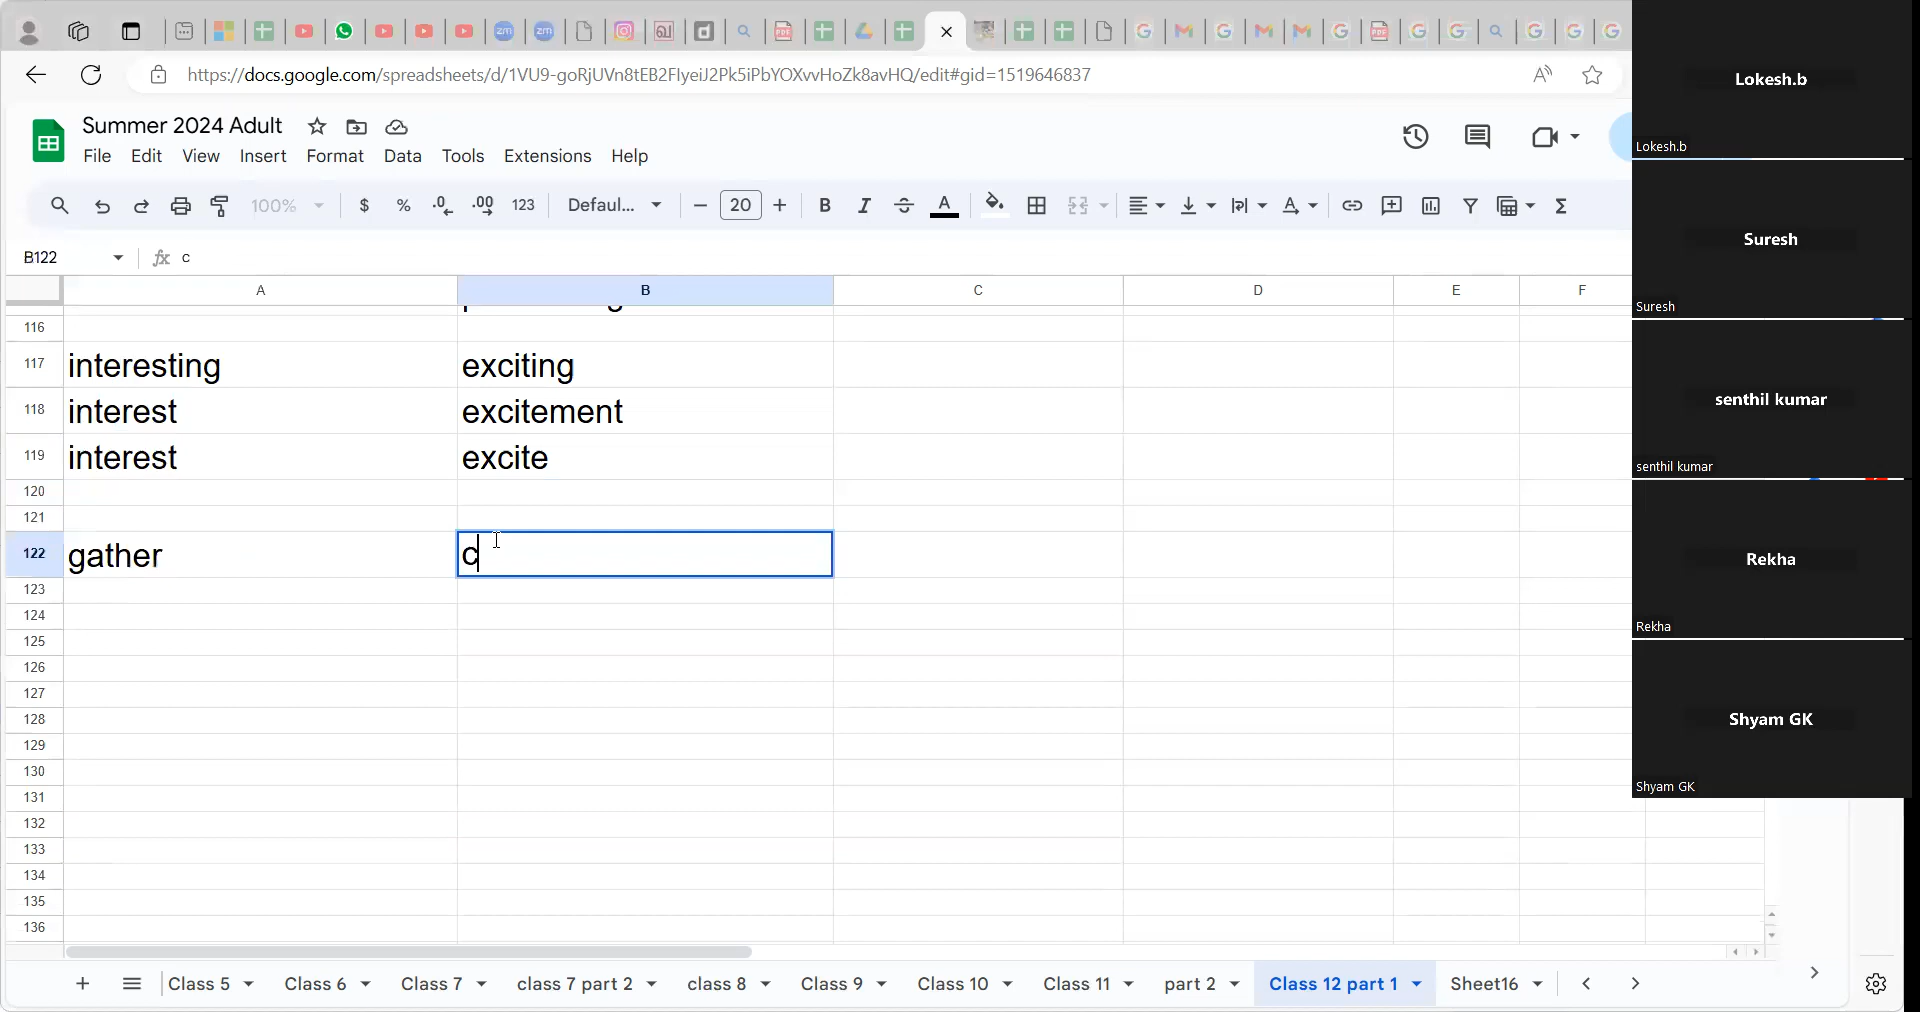 https://docs.google.com/spreadsheets/d/1VU9-goRjUVn8tEB2FIyeiJ2Pk5iPbYOXvvHoZk8avHQ/edit#gid=1519646837
Summer 2024 Adult
File Edit View Insert Format Data Tools Extensions Help
100% $ % .0 .00 123 Defaul... − 20 + B I S A Σ
B122 fx c
A B C D E F
116
117 interesting exciting
118 interest excitement
119 interest excite
120
121
122 gather c
123
124
125
126
127
128
129
130
131
132
133
134
135
136
Class 5 Class 6 Class 7 class 7 part 2 class 8 Class 9 Class 10 Class 11 part 2 Class 12 part 1 Sheet16
Lokesh.b
Lokesh.b
Suresh
Suresh
senthil kumar
senthil kumar
Rekha
Rekha
Shyam GK
Shyam GK